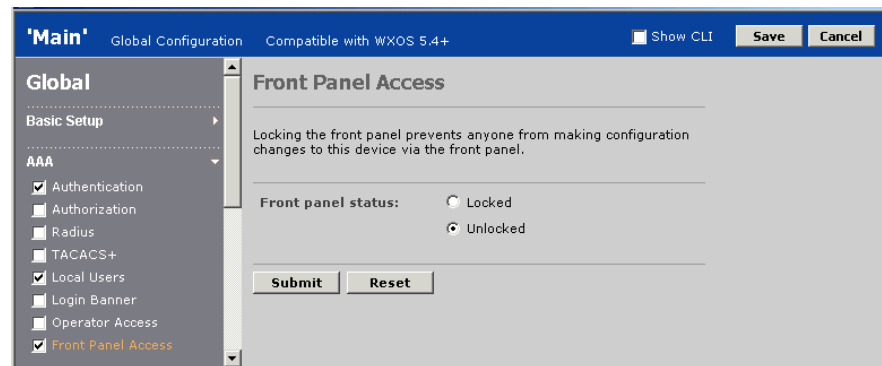 'Main' Global Configuration Compatible with WXOS 5.4+ Show CLI Save Cancel
Global
Basic Setup
AAA
Authentication
Authorization
Radius
TACACS+
Local Users
Login Banner
Operator Access
Front Panel Access
Front Panel Access
Locking the front panel prevents anyone from making configuration
changes to this device via the front panel.
Front panel status: Locked
Unlocked
Submit Reset